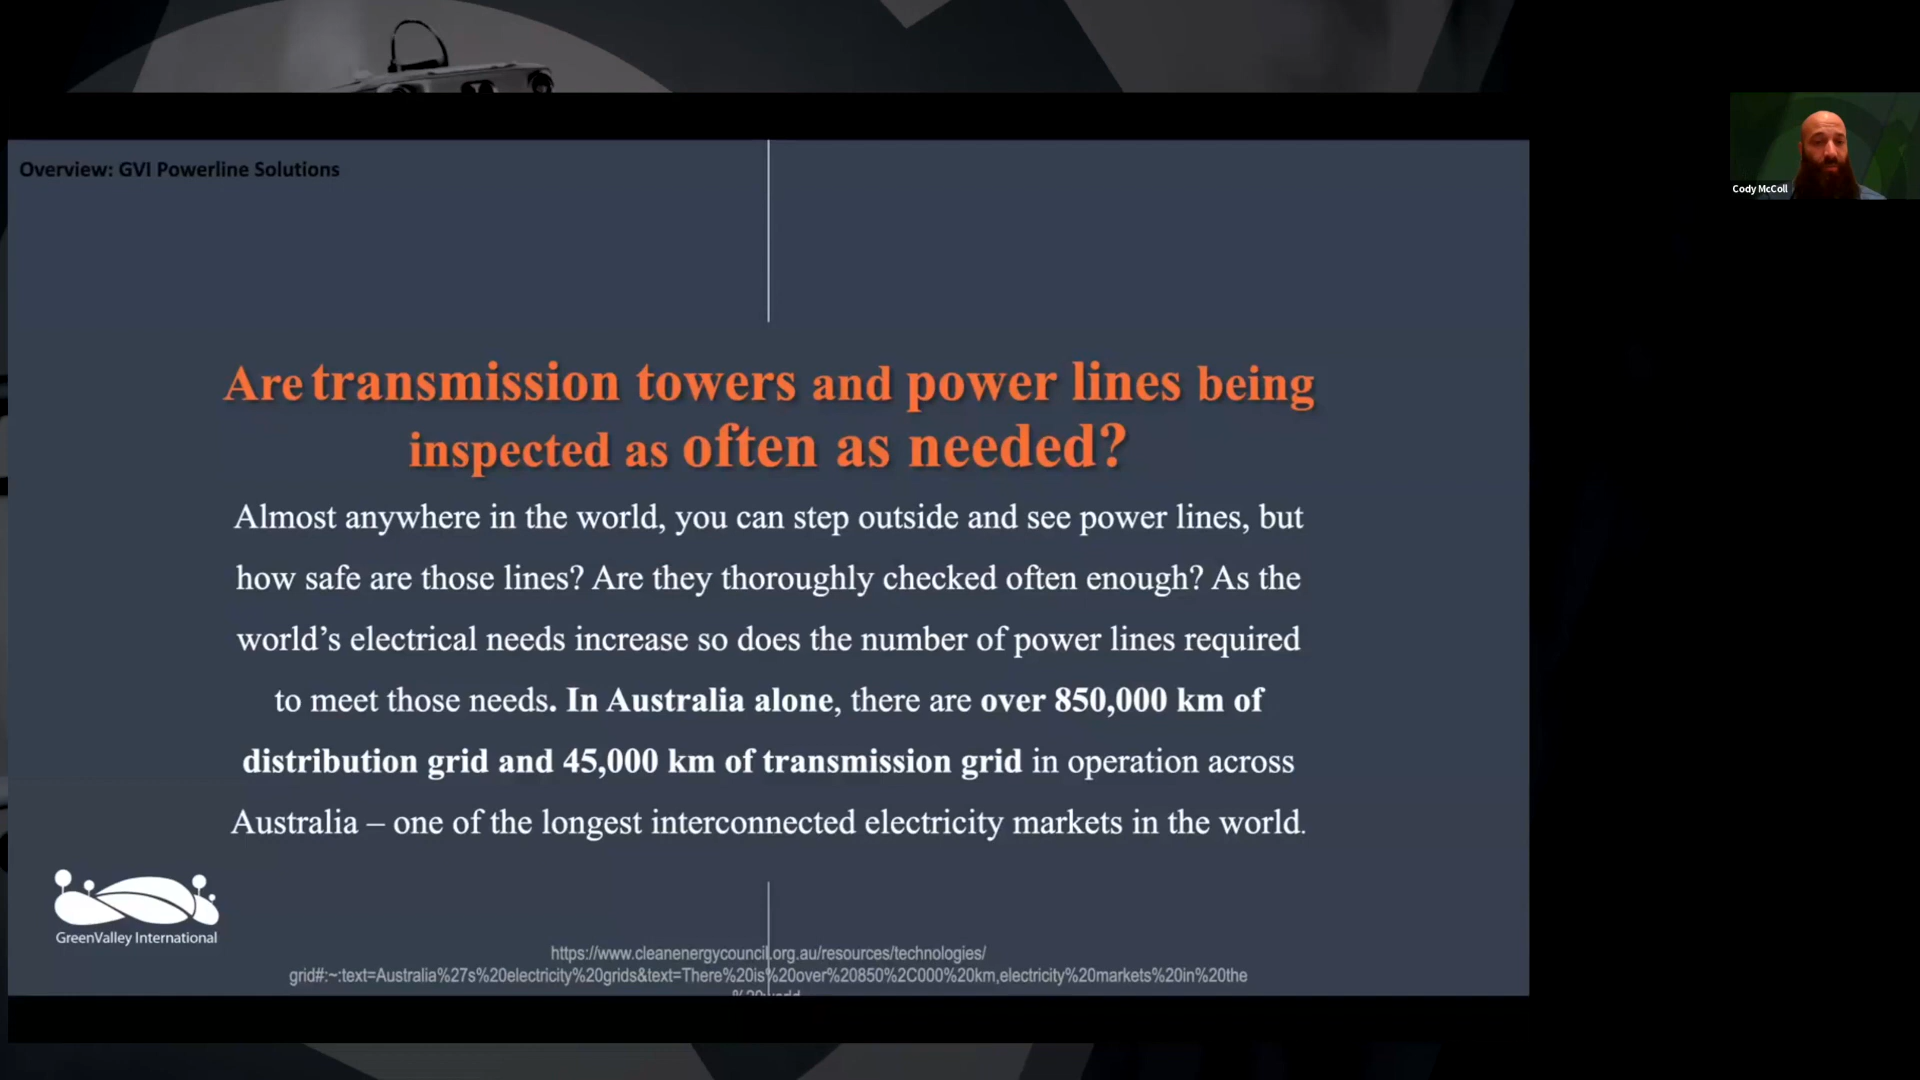 Overview: GVI Powerline Solutions
Cody McColl
Are transmission towers and power lines being
inspected as often as needed?
Almost anywhere in the world, you can step outside and see power lines, but
how safe are those lines? Are they thoroughly checked often enough? As the
world’s electrical needs increase so does the number of power lines required
to meet those needs. In Australia alone, there are over 850,000 km of
distribution grid and 45,000 km of transmission grid in operation across
Australia – one of the longest interconnected electricity markets in the world.
GreenValley International
https://www.cleanenergycouncil.org.au/resources/technologies/
grid#:~:text=Australia%27s%20electricity%20grids&text=There%20is%20over%20850%2C000%20km,electricity%20markets%20in%20the